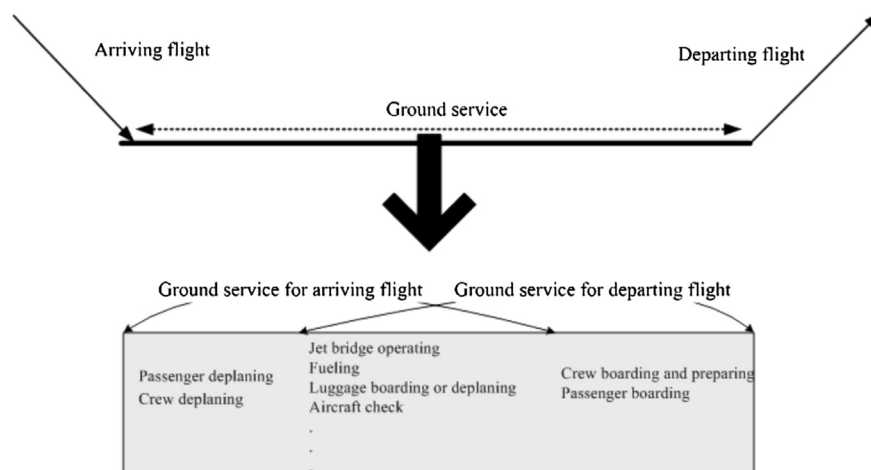 Arriving flight
Departing flight
Ground service
Ground service for arriving flight
Ground service for departing flight
Passenger deplaning
Crew deplaning
Jet bridge operating
Fueling
Luggage boarding or deplaning
Aircraft check
.
.
.
Crew boarding and preparing
Passenger boarding